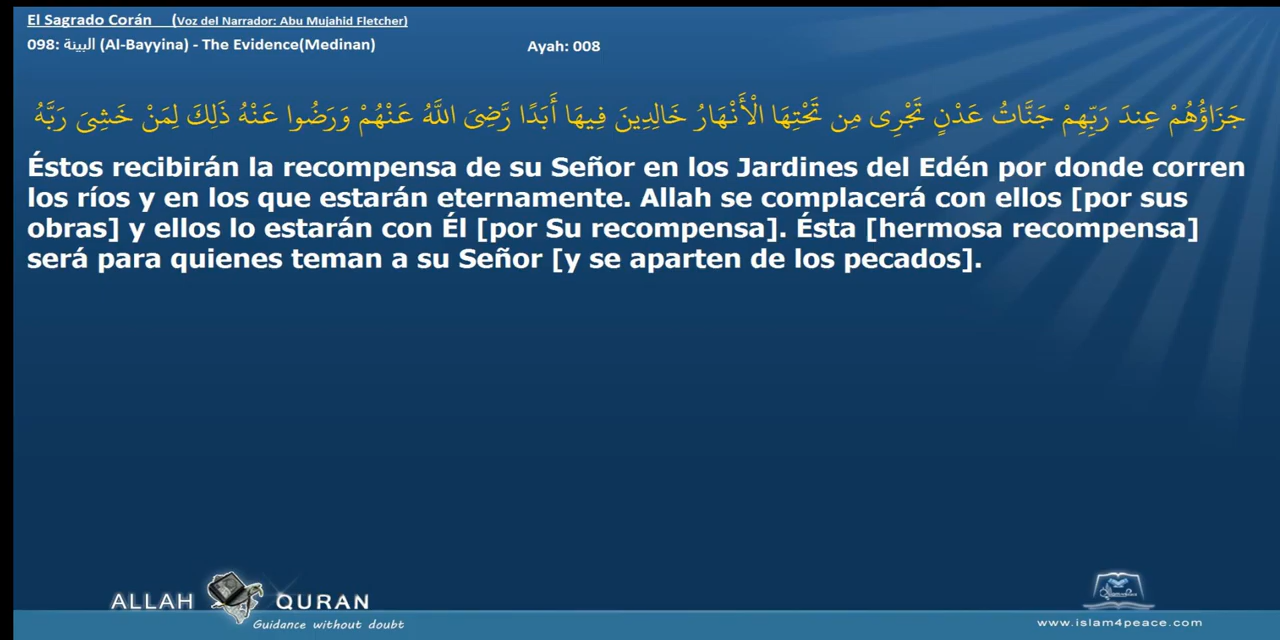 El Sagrado Corán (Voz del Narrador: Abu Mujahid Fletcher)
098: البينة (Al-Bayyina) - The Evidence(Medinan)
Ayah: 008
جَزَاؤُهُمْ عِندَ رَبِّهِمْ جَنَّاتُ عَدْنٍ تَجْرِى مِن تَحْتِهَا الْأَنْهَارُ خَالِدِينَ فِيهَا أَبَدًا رَّضِىَ اللَّهُ عَنْهُمْ وَرَضُوا عَنْهُ ذَلِكَ لِمَنْ خَشِىَ رَبَّهُ
Éstos recibirán la recompensa de su Señor en los Jardines del Edén por donde corren
los ríos y en los que estarán eternamente. Allah se complacerá con ellos [por sus
obras] y ellos lo estarán con Él [por Su recompensa]. Ésta [hermosa recompensa]
será para quienes teman a su Señor [y se aparten de los pecados].
ALLAH QURAN
Guidance without doubt
www.islam4peace.com